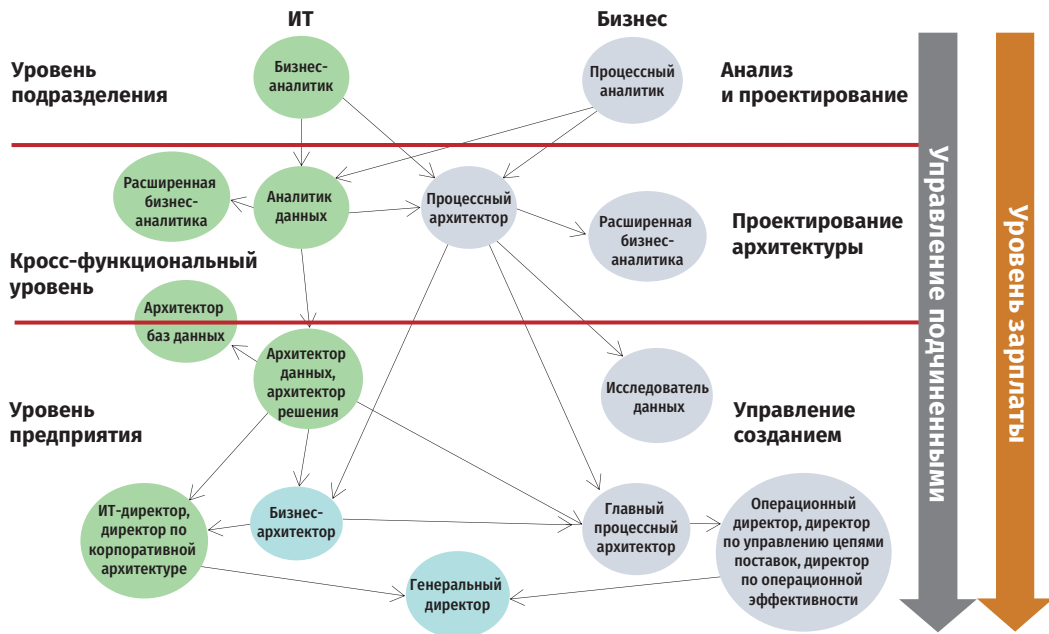 ИТ
Бизнес
Уровень
подразделения
Бизнес-
аналитик
Процессный
аналитик
Анализ
и проектирование
Расширенная
бизнес-
аналитика
Аналитик
данных
Процессный
архитектор
Расширенная
бизнес-
аналитика
Проектирование
архитектуры
Кросс-функциональный
уровень
Архитектор
баз данных
Архитектор
данных,
архитектор
решения
Исследователь
данных
Уровень
предприятия
Управление
созданием
ИТ-директор,
директор по
корпоративной
архитектуре
Бизнес-
архитектор
Главный
процессный
архитектор
Операционный
директор, директор
по управлению цепями
поставок, директор
по операционной
эффективности
Генеральный
директор
Управление подчиненными
Уровень зарплаты